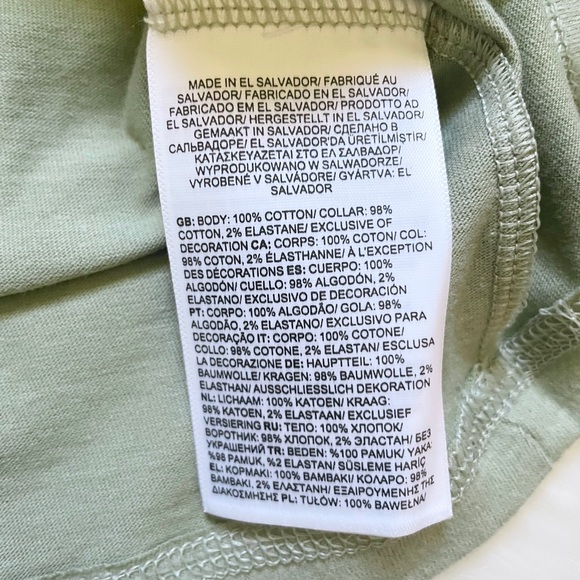 MADE IN EL SALVADOR/ FABRIQUÉ AU
SALVADOR/ FABRICADO EN EL SALVADOR/
FABRICADO EM EL SALVADOR/ PRODOTTO AD
EL SALVADOR/ HERGESTELLT IN EL SALVADOR/
GEMAAKT IN SALVADOR/ СДЕЛАНО В
САЛЬВАДОРЕ/ EL SALVADOR'DA ÜRETİLMİŞTİR/
ΚΑΤΑΣΚΕΥΑΖΕΤΑΙ ΣΤΟ ΕΛ ΣΑΛΒΑΔΟΡ/
WYPRODUKOWANO W SALWADORZE/
VYROBENÉ V SALVÁDORE/ GYÁRTVA: EL
SALVADOR
GB: BODY: 100% COTTON/ COLLAR: 98%
COTTON, 2% ELASTANE/ EXCLUSIVE OF
DECORATION CA: CORPS: 100% COTON/ COL:
98% COTON, 2% ÉLASTHANNE/ À L'EXCEPTION
DES DÉCORATIONS ES: CUERPO: 100%
ALGODÓN/ CUELLO: 98% ALGODÓN, 2%
ELASTANO/ EXCLUSIVO DE DECORACIÓN
PT: CORPO: 100% ALGODÃO/ GOLA: 98%
ALGODÃO, 2% ELASTANO/ EXCLUSIVO PARA
DECORAÇÃO IT: CORPO: 100% COTONE/
COLLO: 98% COTONE, 2% ELASTAN/ ESCLUSA
LA DECORAZIONE DE: HAUPTTEIL: 100%
BAUMWOLLE/ KRAGEN: 98% BAUMWOLLE, 2%
ELASTHAN/ AUSSCHLIESSLICH DEKORATION
NL: LICHAAM: 100% KATOEN/ KRAAG:
98% KATOEN, 2% ELASTAAN/ EXCLUSIEF
VERSIERING RU: ТЕЛО: 100% ХЛОПОК/
ВОРОТНИК: 98% ХЛОПОК, 2% ЭЛАСТАН/ БЕЗ
УКРАШЕНИЙ TR: BEDEN: %100 PAMUK/ YAKA:
%98 PAMUK, %2 ELASTAN/ SÜSLEME HARİÇ
EL: ΚΟΡΜΑΚΙ: 100% ΒΑΜΒΑΚΙ/ ΚΟΛΑΡΟ: 98%
ΒΑΜΒΑΚΙ, 2% ΕΛΑΣΤΑΝΗ/ ΕΞΑΙΡΟΥΜΕΝΗΣ ΤΗΣ
ΔΙΑΚΟΣΜΗΣΗΣ PL: TUŁÓW: 100% BAWEŁNA/